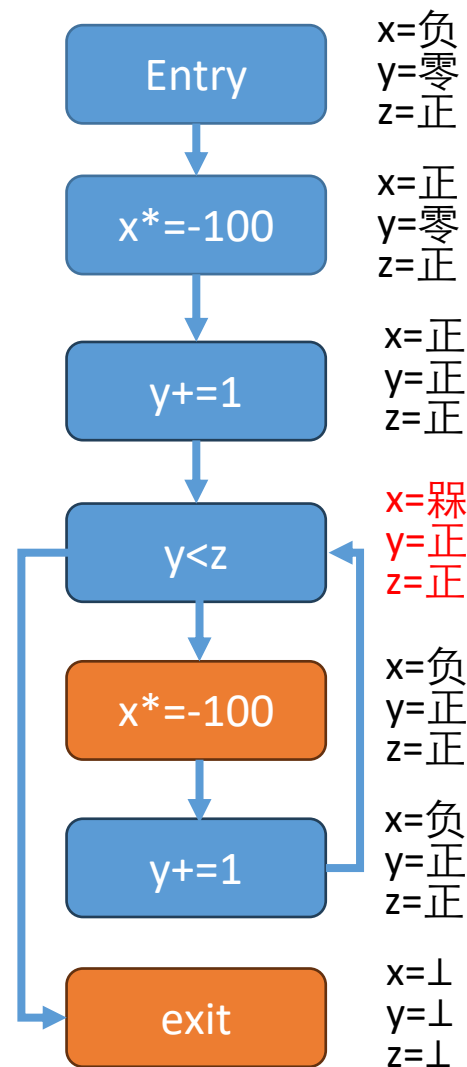 Entry
x=负
y=零
z=正
x*=-100
x=正
y=零
z=正
y+=1
x=正
y=正
z=正
y<z
x=槑
y=正
z=正
x*=-100
x=负
y=正
z=正
y+=1
x=负
y=正
z=正
exit
x=⊥
y=⊥
z=⊥